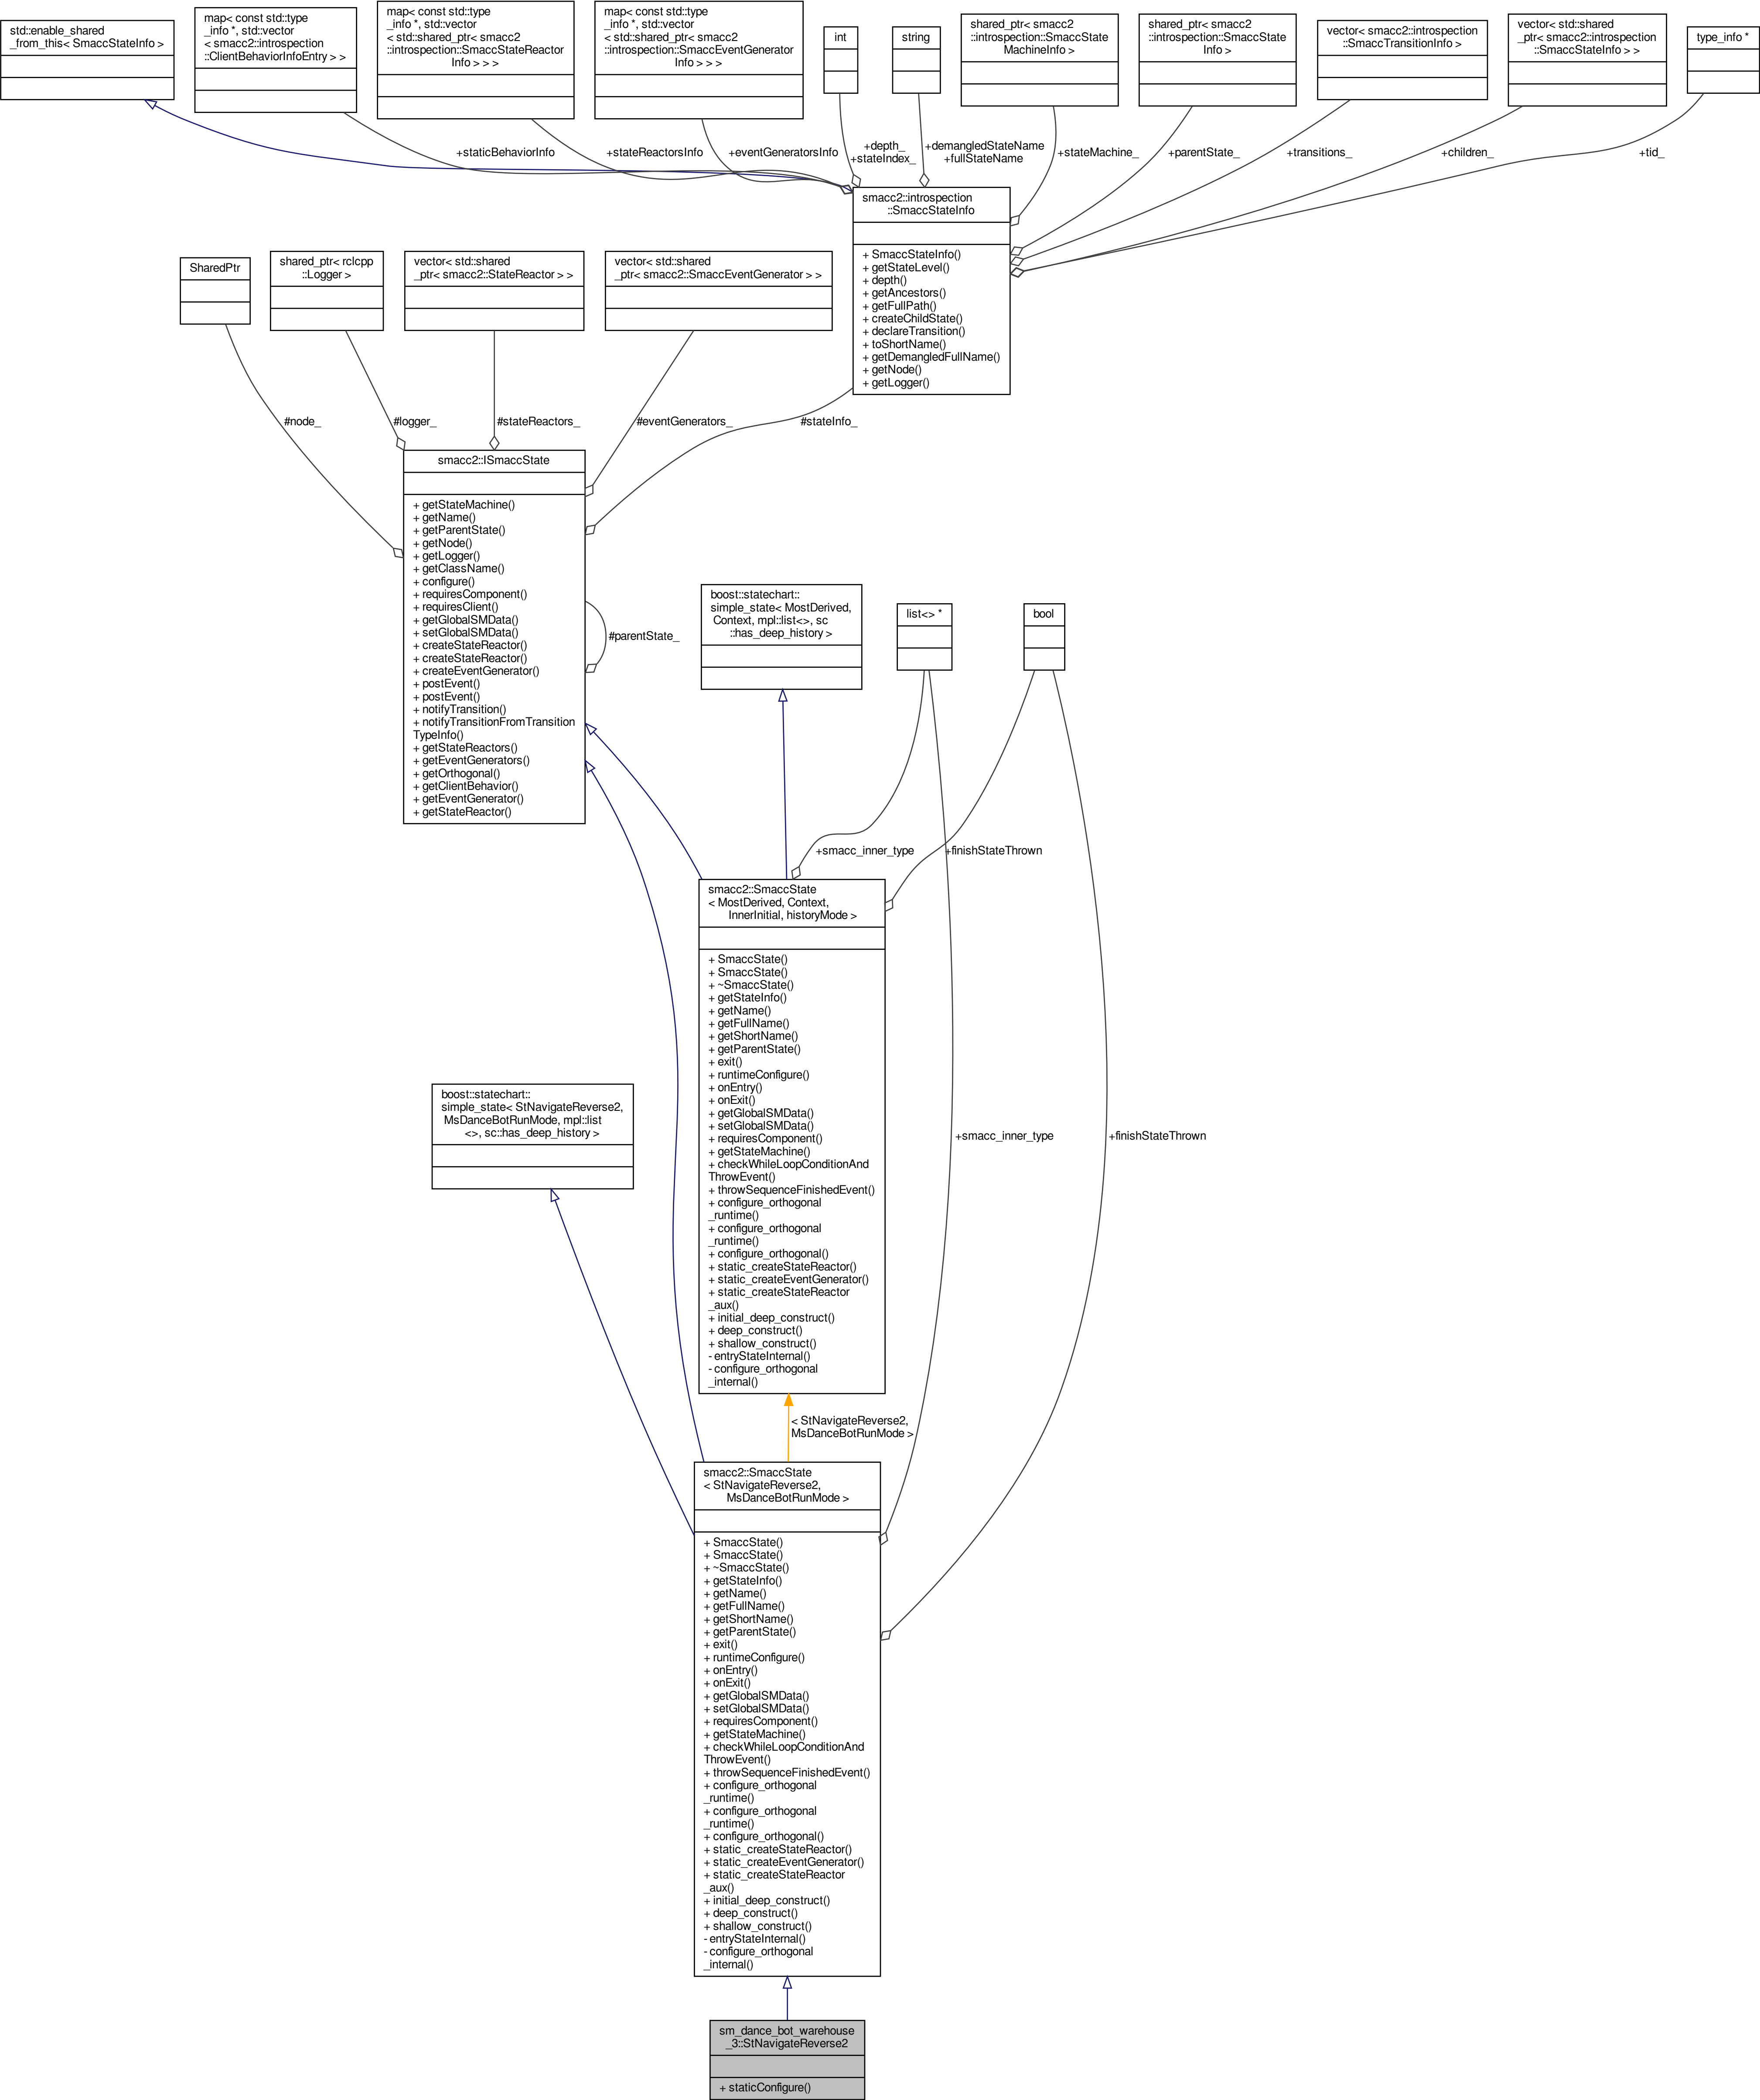 std::enable_shared
_from_this< SmaccStateInfo >
map< const std::type
_info *, std::vector
< smacc2::introspection
::ClientBehaviorInfoEntry > >
map< const std::type
_info *, std::vector
< std::shared_ptr< smacc2
::introspection::SmaccStateReactor
Info > > >
map< const std::type
_info *, std::vector
< std::shared_ptr< smacc2
::introspection::SmaccEventGenerator
Info > > >
int
string
shared_ptr< smacc2
::introspection::SmaccState
MachineInfo >
shared_ptr< smacc2
::introspection::SmaccState
Info >
vector< smacc2::introspection
::SmaccTransitionInfo >
vector< std::shared
_ptr< smacc2::introspection
::SmaccStateInfo > >
type_info *
+staticBehaviorInfo
+stateReactorsInfo
+eventGeneratorsInfo
+depth_
+stateIndex_
+demangledStateName
+fullStateName
+stateMachine_
+parentState_
+transitions_
+children_
+tid_
smacc2::introspection
::SmaccStateInfo
+ SmaccStateInfo()
+ getStateLevel()
+ depth()
+ getAncestors()
+ getFullPath()
+ createChildState()
+ declareTransition()
+ toShortName()
+ getDemangledFullName()
+ getNode()
+ getLogger()
SharedPtr
shared_ptr< rclcpp
::Logger >
vector< std::shared
_ptr< smacc2::StateReactor > >
vector< std::shared
_ptr< smacc2::SmaccEventGenerator > >
#node_
#logger_
#stateReactors_
#eventGenerators_
#stateInfo_
smacc2::ISmaccState
+ getStateMachine()
+ getName()
+ getParentState()
+ getNode()
+ getLogger()
+ getClassName()
+ configure()
+ requiresComponent()
+ requiresClient()
+ getGlobalSMData()
+ setGlobalSMData()
+ createStateReactor()
+ createStateReactor()
+ createEventGenerator()
+ postEvent()
+ postEvent()
+ notifyTransition()
+ notifyTransitionFromTransition
TypeInfo()
+ getStateReactors()
+ getEventGenerators()
+ getOrthogonal()
+ getClientBehavior()
+ getEventGenerator()
+ getStateReactor()
#parentState_
boost::statechart::
simple_state< MostDerived,
Context, mpl::list<>, sc
::has_deep_history >
list<> *
bool
+smacc_inner_type
+finishStateThrown
smacc2::SmaccState
< MostDerived, Context,
InnerInitial, historyMode >
+ SmaccState()
+ SmaccState()
+ ~SmaccState()
+ getStateInfo()
+ getName()
+ getFullName()
+ getShortName()
+ getParentState()
+ exit()
+ runtimeConfigure()
+ onEntry()
+ onExit()
+ getGlobalSMData()
+ setGlobalSMData()
+ requiresComponent()
+ getStateMachine()
+ checkWhileLoopConditionAnd
ThrowEvent()
+ throwSequenceFinishedEvent()
+ configure_orthogonal
_runtime()
+ configure_orthogonal
_runtime()
+ configure_orthogonal()
+ static_createStateReactor()
+ static_createEventGenerator()
+ static_createStateReactor
_aux()
+ initial_deep_construct()
+ deep_construct()
+ shallow_construct()
- entryStateInternal()
- configure_orthogonal
_internal()
boost::statechart::
simple_state< StNavigateReverse2,
MsDanceBotRunMode, mpl::list
<>, sc::has_deep_history >
+smacc_inner_type
+finishStateThrown
< StNavigateReverse2,
MsDanceBotRunMode >
smacc2::SmaccState
< StNavigateReverse2,
MsDanceBotRunMode >
+ SmaccState()
+ SmaccState()
+ ~SmaccState()
+ getStateInfo()
+ getName()
+ getFullName()
+ getShortName()
+ getParentState()
+ exit()
+ runtimeConfigure()
+ onEntry()
+ onExit()
+ getGlobalSMData()
+ setGlobalSMData()
+ requiresComponent()
+ getStateMachine()
+ checkWhileLoopConditionAnd
ThrowEvent()
+ throwSequenceFinishedEvent()
+ configure_orthogonal
_runtime()
+ configure_orthogonal
_runtime()
+ configure_orthogonal()
+ static_createStateReactor()
+ static_createEventGenerator()
+ static_createStateReactor
_aux()
+ initial_deep_construct()
+ deep_construct()
+ shallow_construct()
- entryStateInternal()
- configure_orthogonal
_internal()
sm_dance_bot_warehouse
_3::StNavigateReverse2
+ staticConfigure()